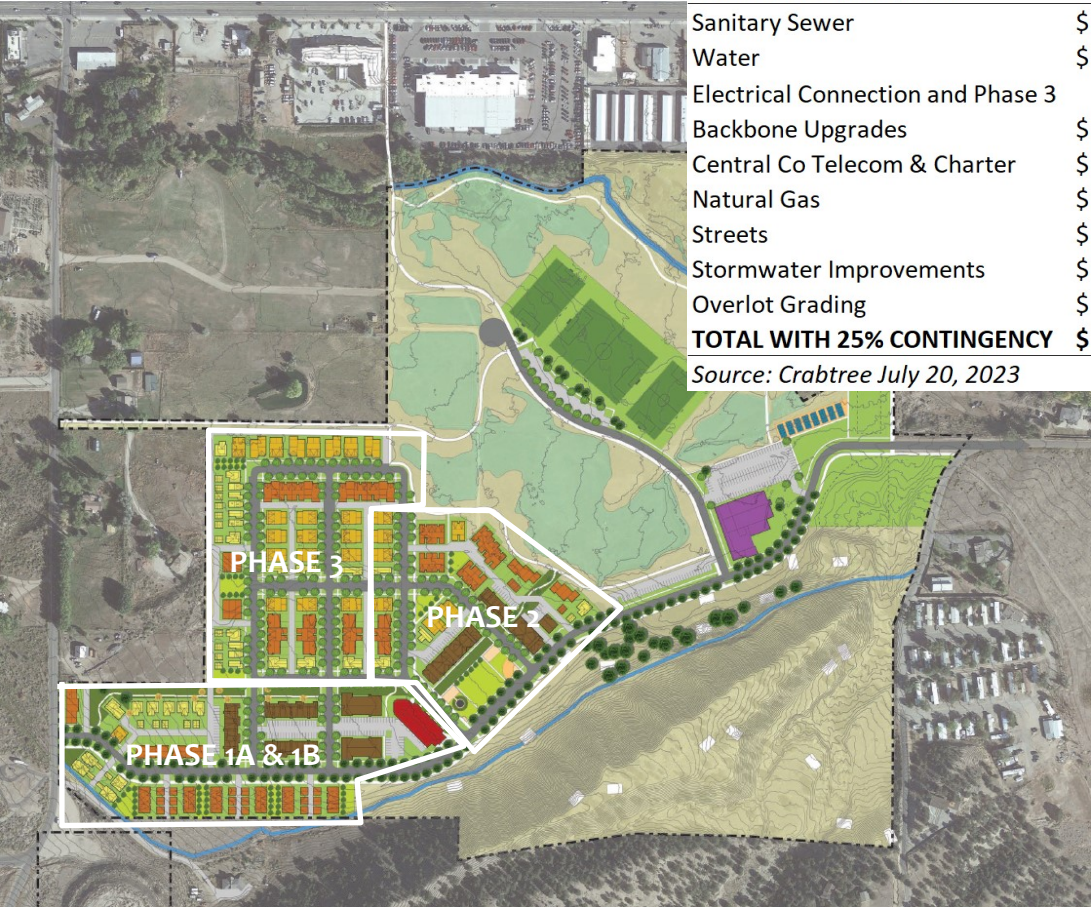 Sanitary Sewer $
Water $
Electrical Connection and Phase 3
Backbone Upgrades $
Central Co Telecom & Charter $
Natural Gas $
Streets $
Stormwater Improvements $
Overlot Grading $
TOTAL WITH 25% CONTINGENCY $
Source: Crabtree July 20, 2023
PHASE 3
PHASE 2
PHASE 1A & 1B